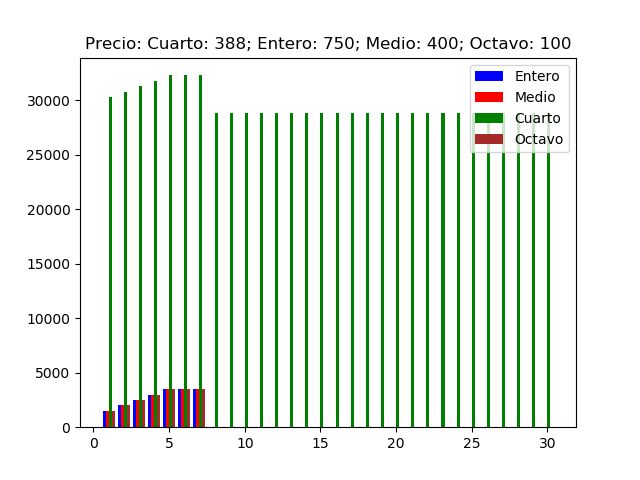 Precio: Cuarto: 388; Entero: 750; Medio: 400; Octavo: 100
Entero
Medio
Cuarto
Octavo
30000
25000
20000
15000
10000
5000
0
0 5 10 15 20 25 30